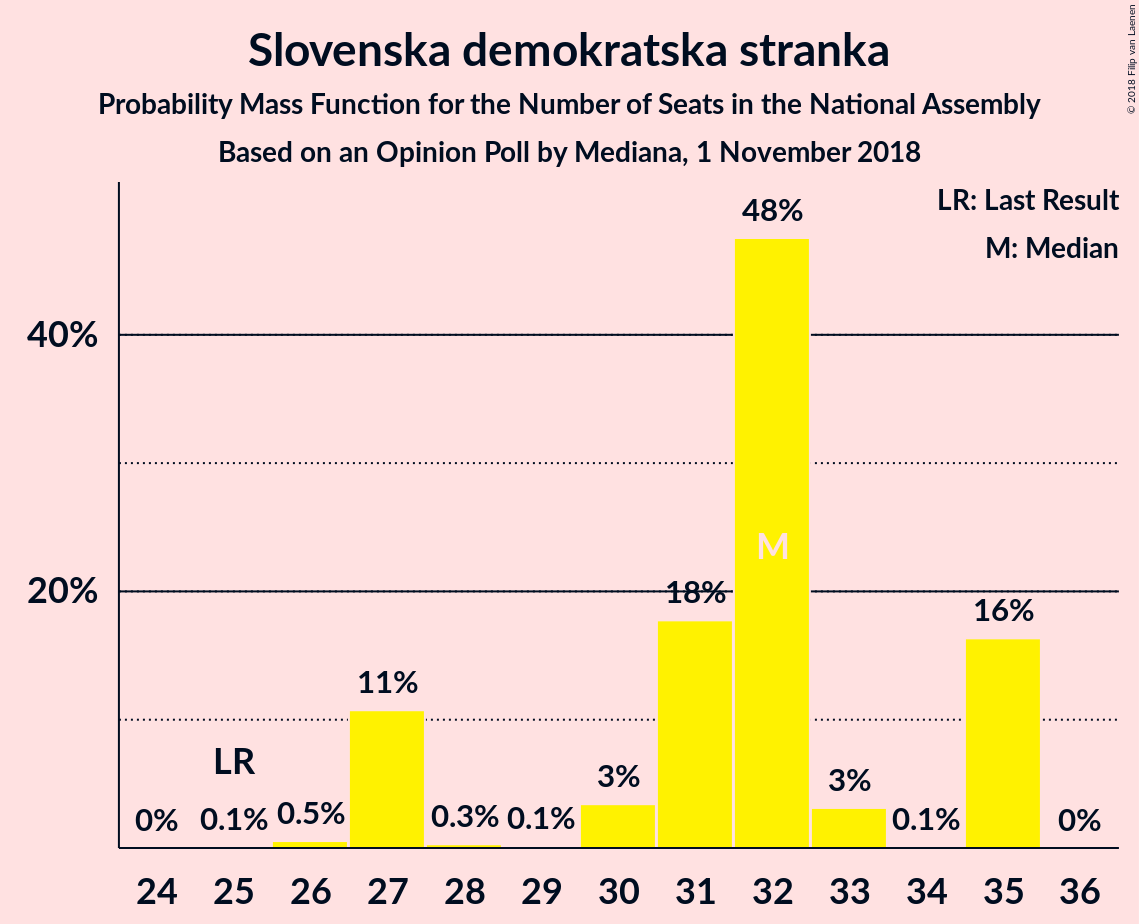 Slovenska demokratska stranka
Probability Mass Function for the Number of Seats in the National Assembly
Based on an Opinion Poll by Mediana, 1 November 2018
© 2018 Filip van Laenen
LR: Last Result
M: Median
40%
20%
0%
LR
0.1%
0.5%
11%
0.3%
0.1%
3%
18%
48%
M
3%
0.1%
16%
0%
24 25 26 27 28 29 30 31 32 33 34 35 36